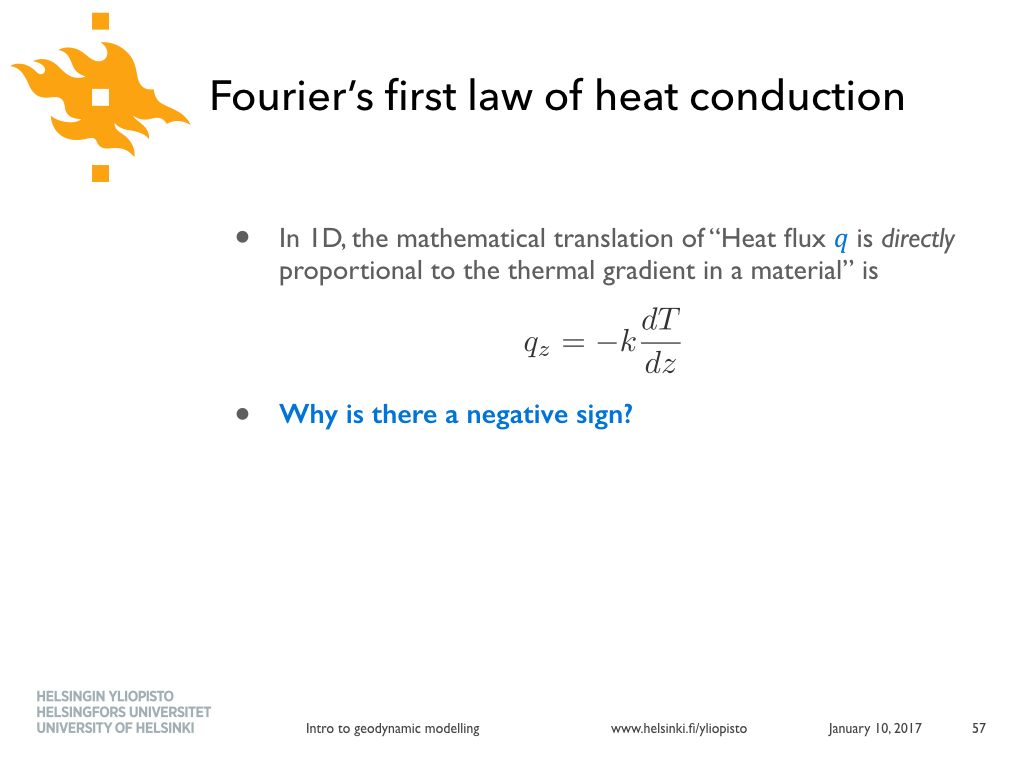 Fourier’s first law of heat conduction
• In 1D, the mathematical translation of “Heat flux q is directly
proportional to the thermal gradient in a material” is
q_z = −k dT/dz
• Why is there a negative sign?
HELSINGIN YLIOPISTO
HELSINGFORS UNIVERSITET
UNIVERSITY OF HELSINKI
Intro to geodynamic modelling
www.helsinki.fi/yliopisto
January 10, 2017
57